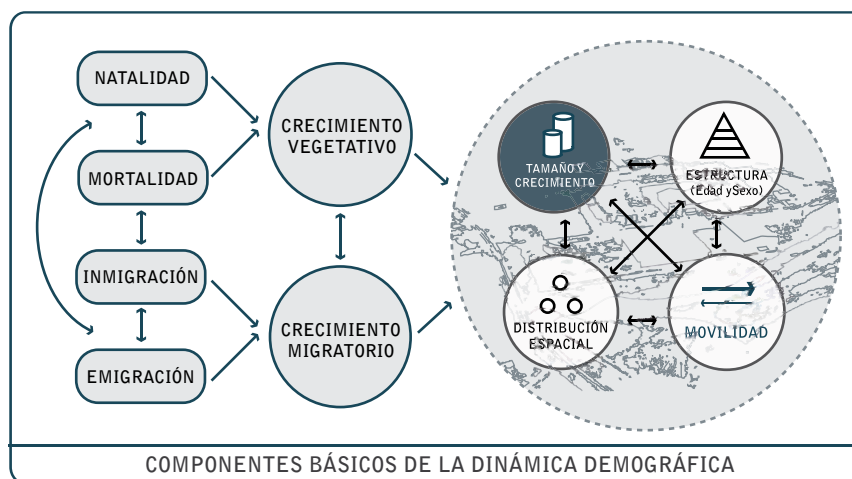 NATALIDAD
MORTALIDAD
INMIGRACIÓN
EMIGRACIÓN
CRECIMIENTO
VEGETATIVO
CRECIMIENTO
MIGRATORIO
TAMAÑO Y
CRECIMIENTO
ESTRUCTURA
(Edad ySexo)
DISTRIBUCIÓN
ESPACIAL
MOVILIDAD
COMPONENTES BÁSICOS DE LA DINÁMICA DEMOGRÁFICA